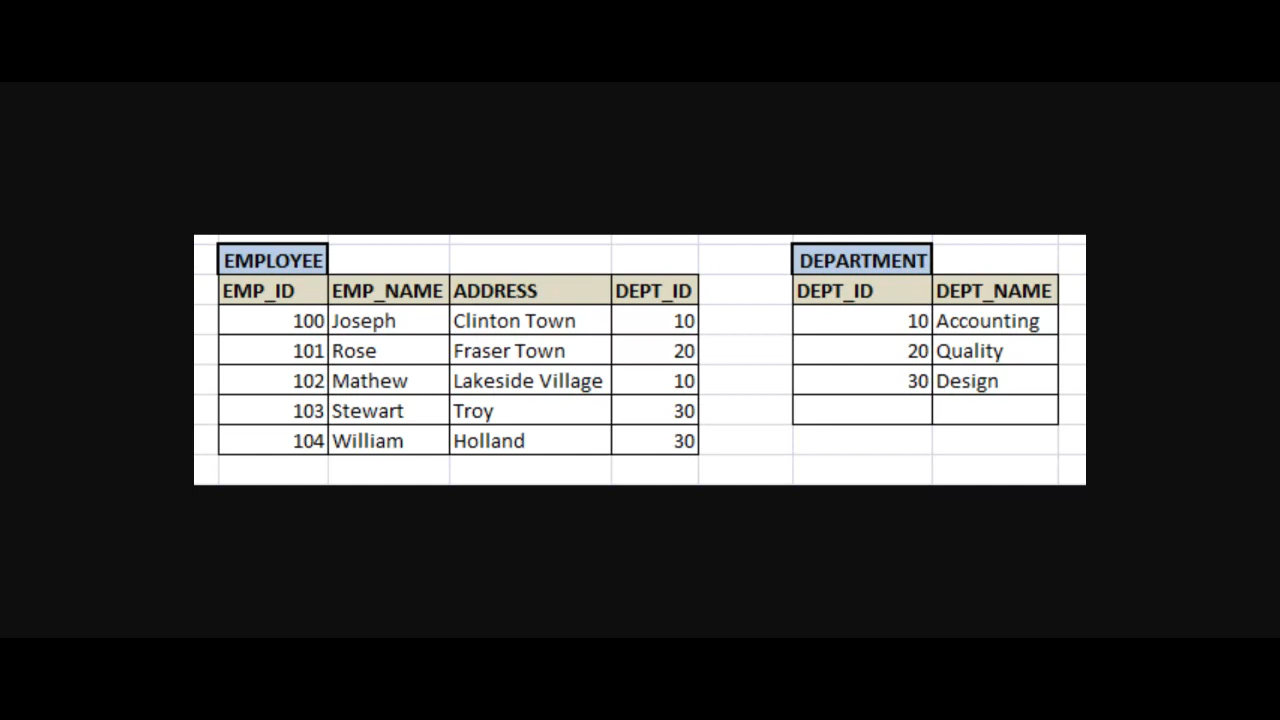 EMPLOYEE DEPARTMENT
EMP_ID EMP_NAME ADDRESS DEPT_ID DEPT_ID DEPT_NAME
100 Joseph Clinton Town 10 10 Accounting
101 Rose Fraser Town 20 20 Quality
102 Mathew Lakeside Village 10 30 Design
103 Stewart Troy 30
104 William Holland 30